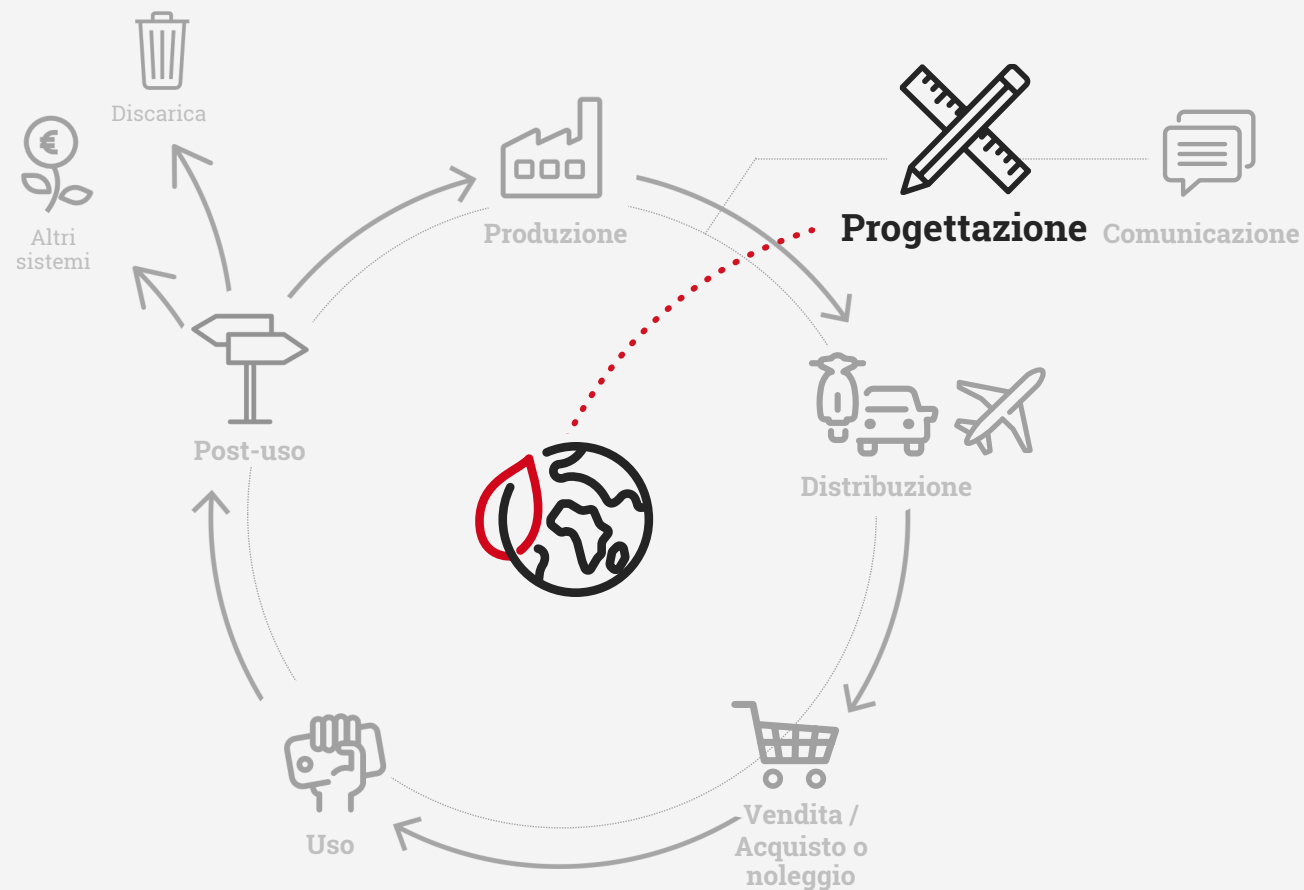 Discarica
€
Altri
sistemi
Produzione
Progettazione
Comunicazione
Post-uso
Distribuzione
Uso
Vendita /
Acquisto o
noleggio